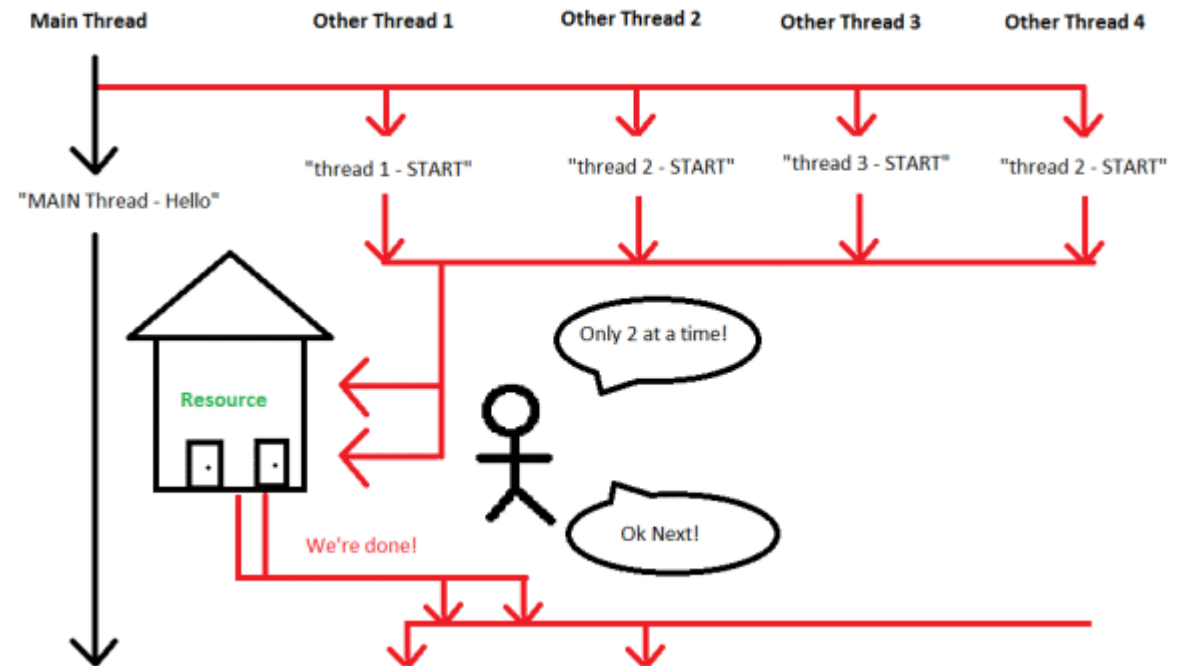 Main Thread
Other Thread 1
Other Thread 2
Other Thread 3
Other Thread 4
"thread 1 - START"
"thread 2 - START"
"thread 3 - START"
"thread 2 - START"
"MAIN Thread - Hello"
Only 2 at a time!
Resource
Ok Next!
We're done!